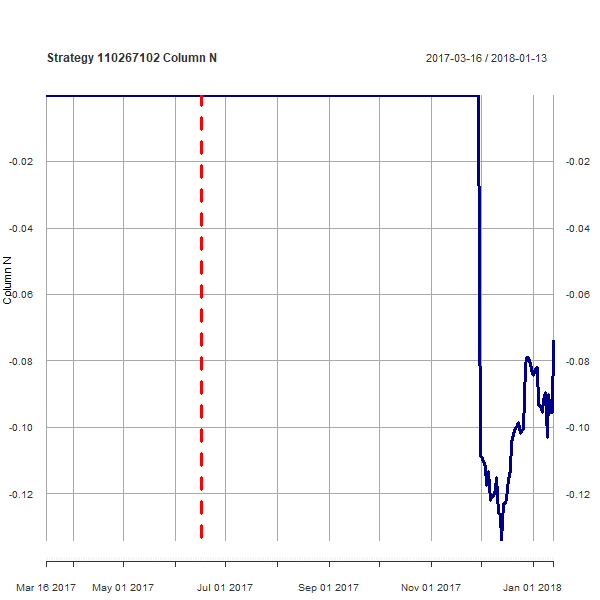 Strategy 110267102 Column N
2017-03-16 / 2018-01-13
-0.02 -0.02
-0.04 -0.04
Column N
-0.06 -0.06
-0.08 -0.08
-0.10 -0.10
-0.12 -0.12
Mar 16 2017 May 01 2017 Jul 01 2017 Sep 01 2017 Nov 01 2017 Jan 01 2018